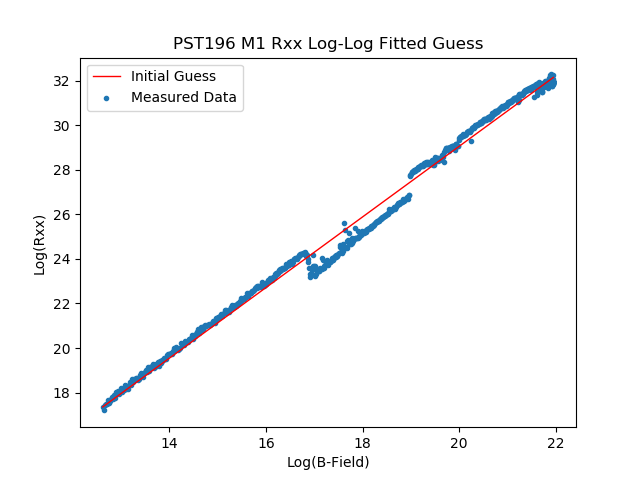 PST196 M1 Rxx Log-Log Fitted Guess
Initial Guess
Measured Data
Log(Rxx)
32
30
28
26
24
22
20
18
14
16
18
20
22
Log(B-Field)